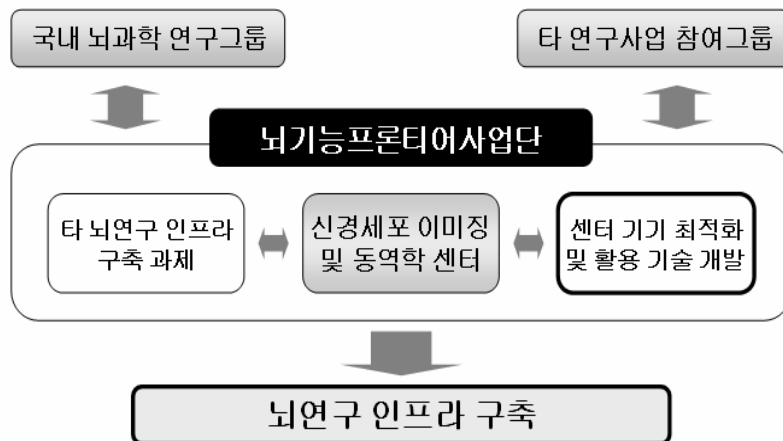 국내 뇌과학 연구그룹
타 연구사업 참여그룹
뇌기능프론티어사업단
타 뇌연구 인프라
구축 과제
신경세포 이미징
및 동역학 센터
센터 기기 최적화
및 활용 기술 개발
뇌연구 인프라 구축